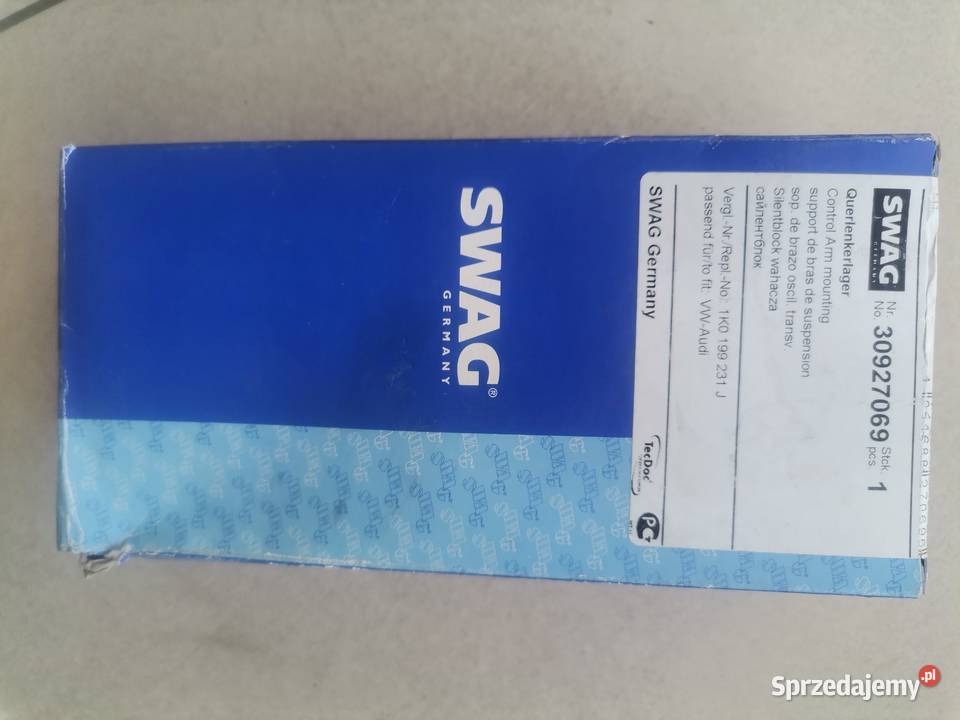 SWAG®
GERMANY
SWAG
GERMANY
Nr.
No.
30927069
Stck.
pcs.
1
Querlenkerlager
Control Arm mounting
support de bras de suspension
sop. de brazo oscil. transv
Silentblock wahacza
сайлентблок
Vergl.-Nr./Repl.-No.: 1K0 199 231 J
passend für/to fit: VW-Audi
SWAG Germany
TecDoc
PG
Sprzedajemy.pl